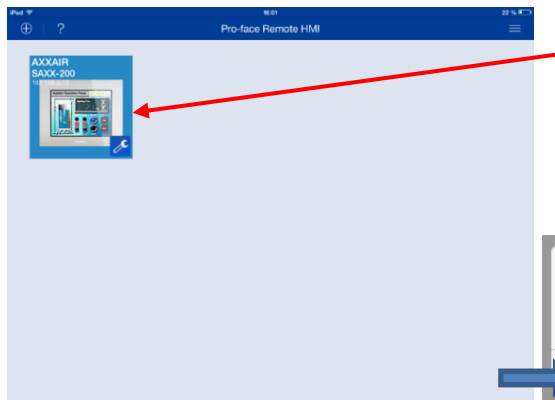 iPad 16:01 22 %
? Pro-face Remote HMI
AXXAIR
SAXX-200